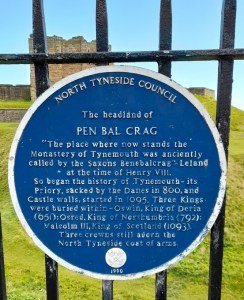 NORTH TYNESIDE COUNCIL
The headland of
PEN BAL CRAG
"The place where now stands the
Monastery of Tynemouth was anciently
called by the Saxons Benebalcrag"-Leland
at the time of Henry VIII.
So began the history of Tynemouth - its
Priory, sacked by the Danes in 800, and
Castle walls, started in 1095. Three Kings
were buried within - Oswin, King of Deria
(651): Osred, King of Northumbria (792):
Malcolm III, King of Scotland (1093).
Three crowns still adorn the
North Tyneside coat of arms.
1990